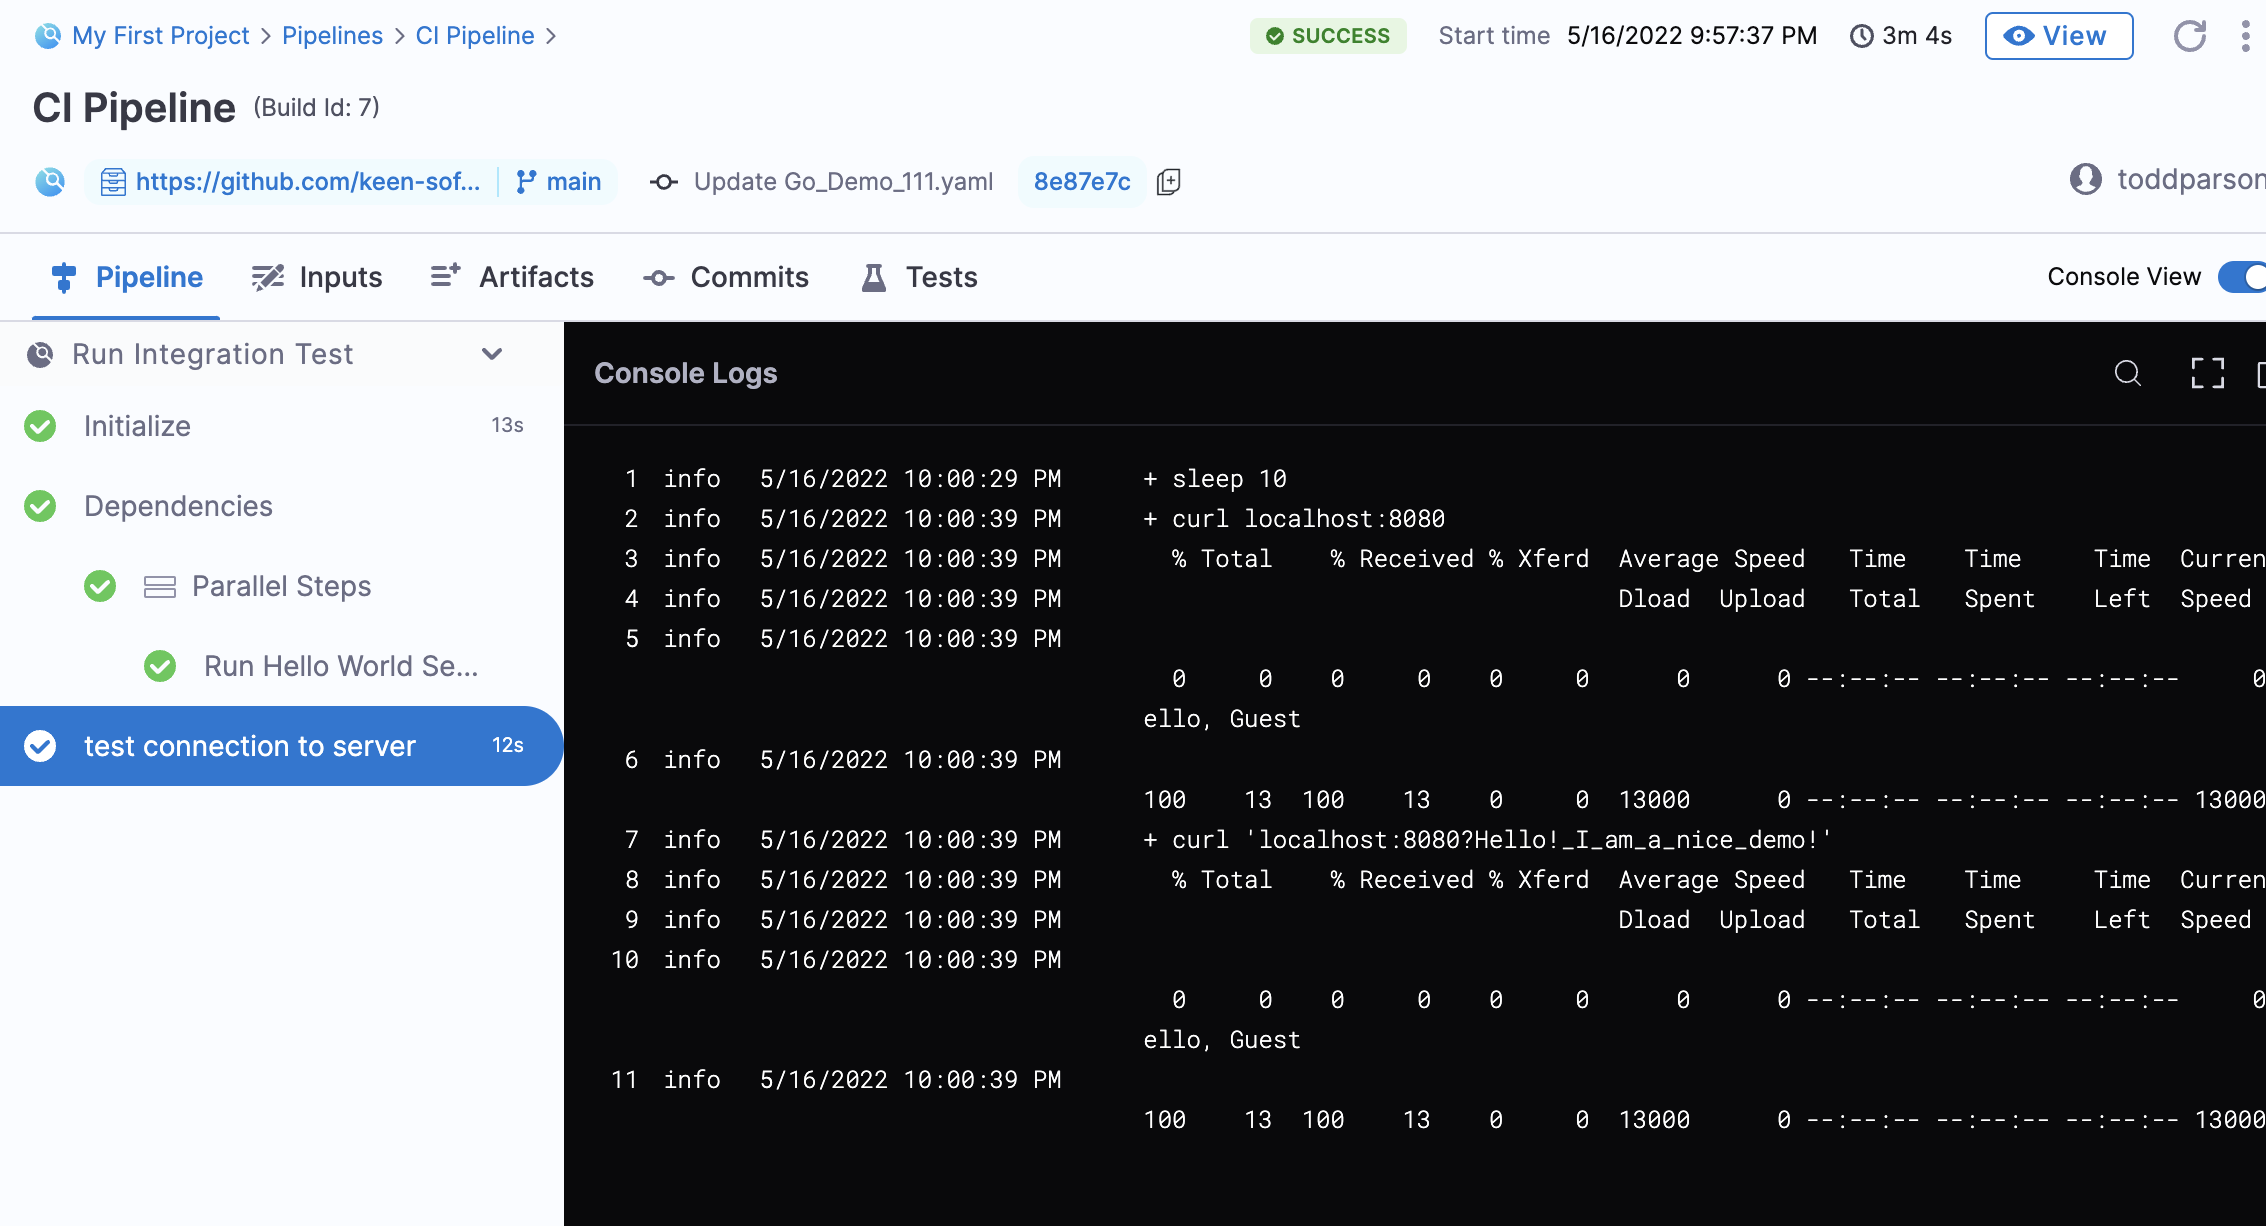 My First Project > Pipelines > CI Pipeline >
SUCCESS Start time 5/16/2022 9:57:37 PM 3m 4s View
CI Pipeline (Build Id: 7)
https://github.com/keen-sof... main Update Go_Demo_111.yaml 8e87e7c toddparson
Pipeline Inputs Artifacts Commits Tests Console View
Run Integration Test
Initialize 13s
Dependencies
Parallel Steps
Run Hello World Se...
test connection to server 12s
Console Logs
1 info 5/16/2022 10:00:29 PM + sleep 10
2 info 5/16/2022 10:00:39 PM + curl localhost:8080
3 info 5/16/2022 10:00:39 PM % Total % Received % Xferd Average Speed Time Time Time Curren
4 info 5/16/2022 10:00:39 PM Dload Upload Total Spent Left Speed
5 info 5/16/2022 10:00:39 PM
0 0 0 0 0 0 0 0 --:--:-- --:--:-- --:--:-- 0
ello, Guest
6 info 5/16/2022 10:00:39 PM
100 13 100 13 0 0 13000 0 --:--:-- --:--:-- --:--:-- 13000
7 info 5/16/2022 10:00:39 PM + curl 'localhost:8080?Hello!_I_am_a_nice_demo!'
8 info 5/16/2022 10:00:39 PM % Total % Received % Xferd Average Speed Time Time Time Curren
9 info 5/16/2022 10:00:39 PM Dload Upload Total Spent Left Speed
10 info 5/16/2022 10:00:39 PM
0 0 0 0 0 0 0 0 --:--:-- --:--:-- --:--:-- 0
ello, Guest
11 info 5/16/2022 10:00:39 PM
100 13 100 13 0 0 13000 0 --:--:-- --:--:-- --:--:-- 13000